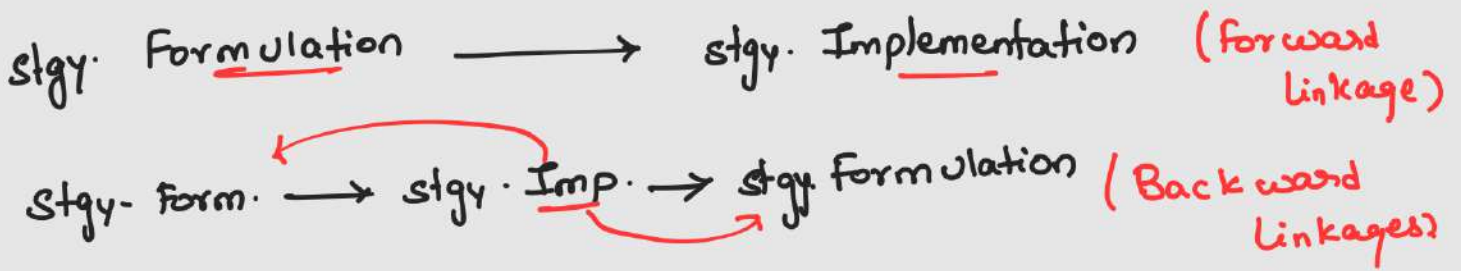 stgy. Formulation → stgy. Implementation (Forward
linkage)
stgy- Form. → stgy. Imp. → stgy Formulation (Backward
Linkages)